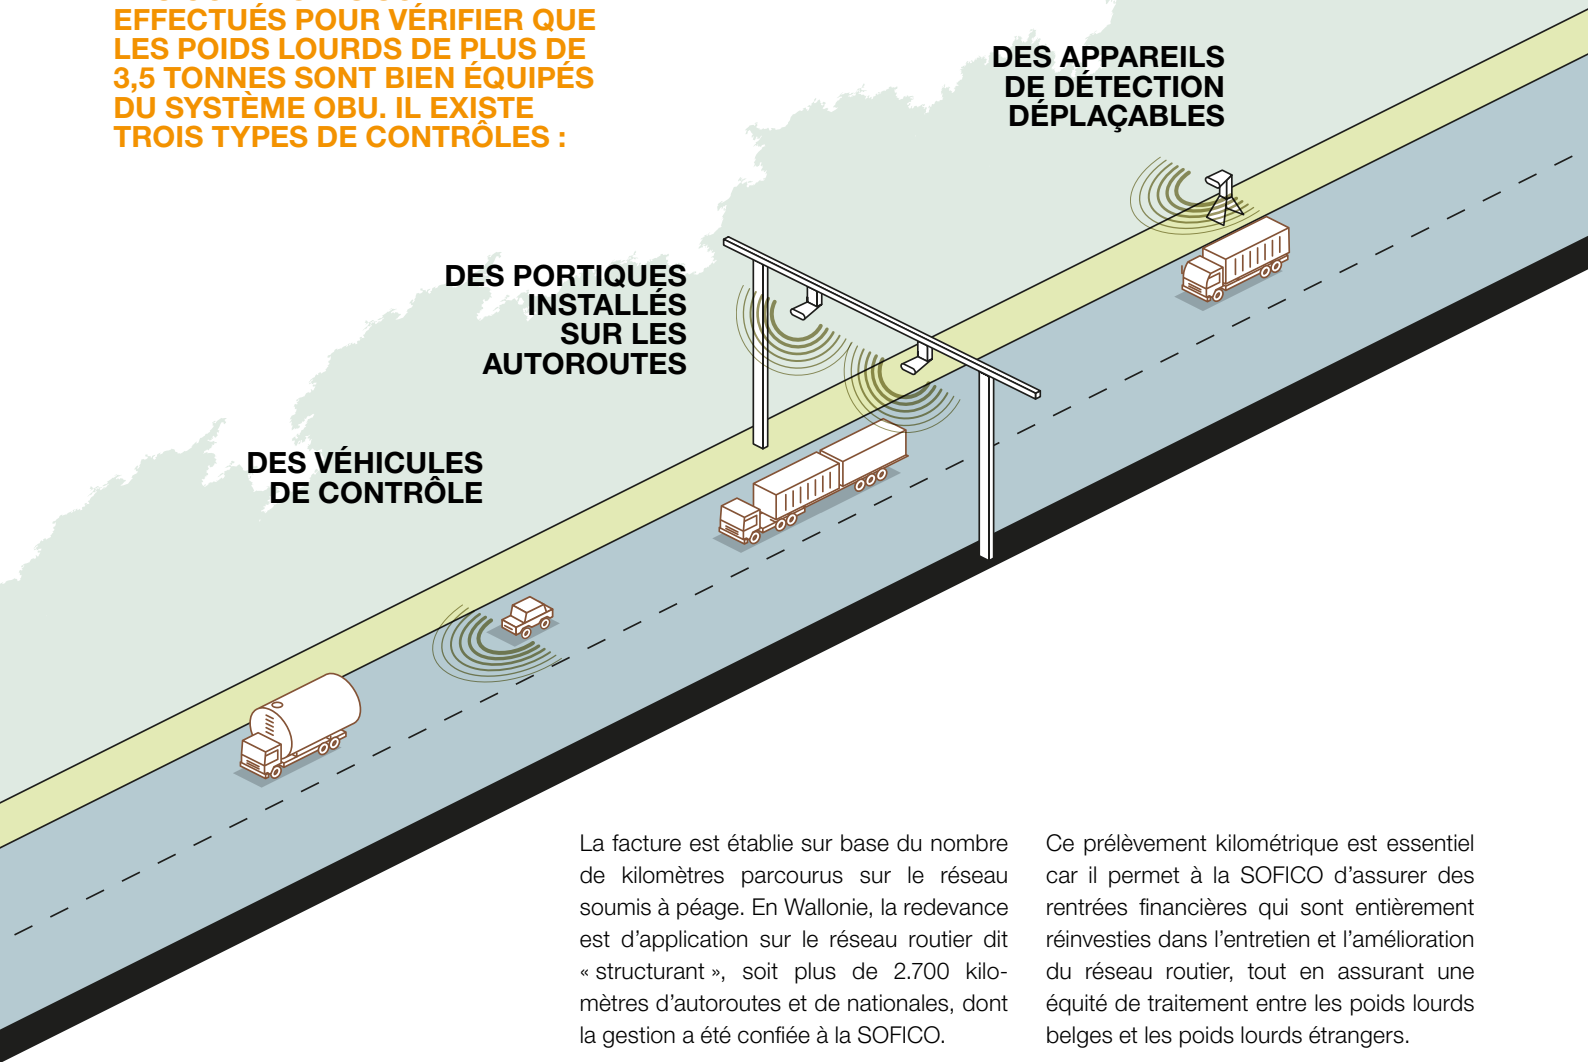 EFFECTUÉS POUR VÉRIFIER QUE
LES POIDS LOURDS DE PLUS DE
3,5 TONNES SONT BIEN ÉQUIPÉS
DU SYSTÈME OBU. IL EXISTE
TROIS TYPES DE CONTRÔLES :
DES APPAREILS
DE DÉTECTION
DÉPLAÇABLES
DES PORTIQUES
INSTALLÉS
SUR LES
AUTOROUTES
DES VÉHICULES
DE CONTRÔLE
La facture est établie sur base du nombre
de kilomètres parcourus sur le réseau
soumis à péage. En Wallonie, la redevance
est d’application sur le réseau routier dit
« structurant », soit plus de 2.700 kilo-
mètres d’autoroutes et de nationales, dont
la gestion a été confiée à la SOFICO.
Ce prélèvement kilométrique est essentiel
car il permet à la SOFICO d’assurer des
rentrées financières qui sont entièrement
réinvesties dans l’entretien et l’amélioration
du réseau routier, tout en assurant une
équité de traitement entre les poids lourds
belges et les poids lourds étrangers.